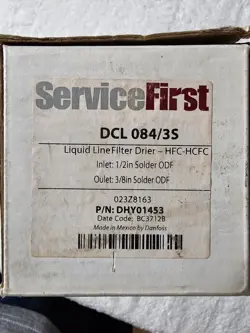 ServiceFirst
DCL 084/3S
Liquid Line Filter Drier – HFC-HCFC
Inlet: 1/2in Solder ODF
Oulet: 3/8in Solder ODF
023Z8163
P/N: DHY01453
Date Code: BC3712B
Made in Mexico by Danfoss